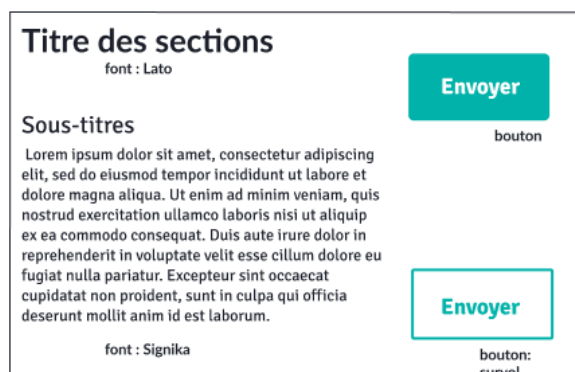 Titre des sections
font : Lato
Envoyer
bouton
Sous-titres
Lorem ipsum dolor sit amet, consectetur adipiscing
elit, sed do eiusmod tempor incididunt ut labore et
dolore magna aliqua. Ut enim ad minim veniam, quis
nostrud exercitation ullamco laboris nisi ut aliquip
ex ea commodo consequat. Duis aute irure dolor in
reprehenderit in voluptate velit esse cillum dolore eu
fugiat nulla pariatur. Excepteur sint occaecat
cupidatat non proident, sunt in culpa qui officia
deserunt mollit anim id est laborum.
font : Signika
Envoyer
bouton:
survol